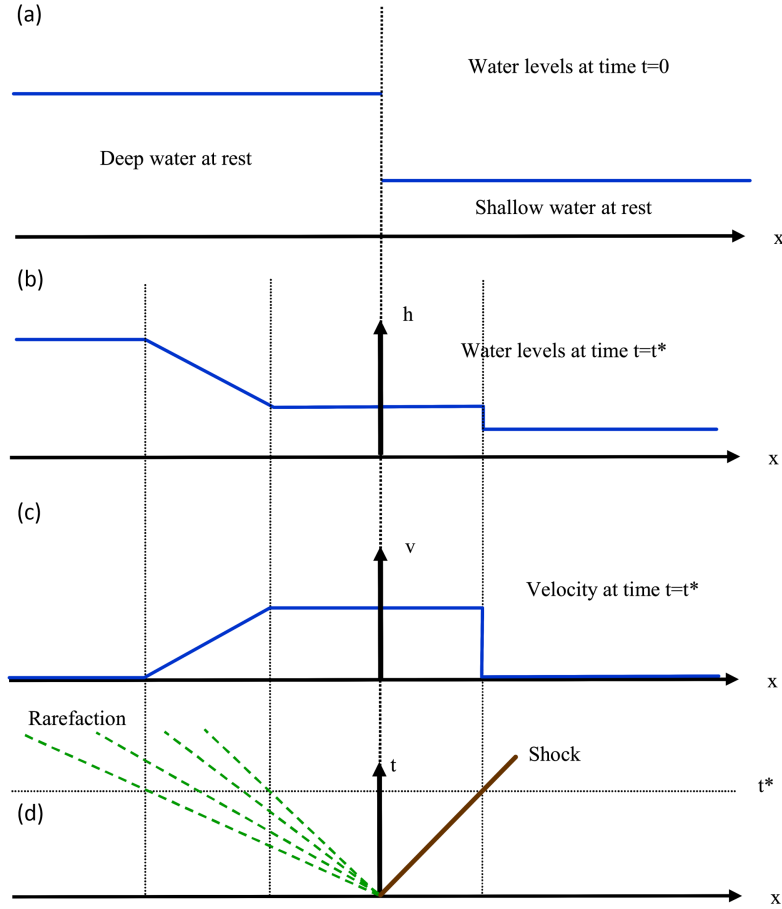 (a)
Water levels at time t=0
Deep water at rest
Shallow water at rest
x
(b)
h
Water levels at time t=t*
x
(c)
v
Velocity at time t=t*
x
Rarefaction
t
Shock
t*
(d)
x